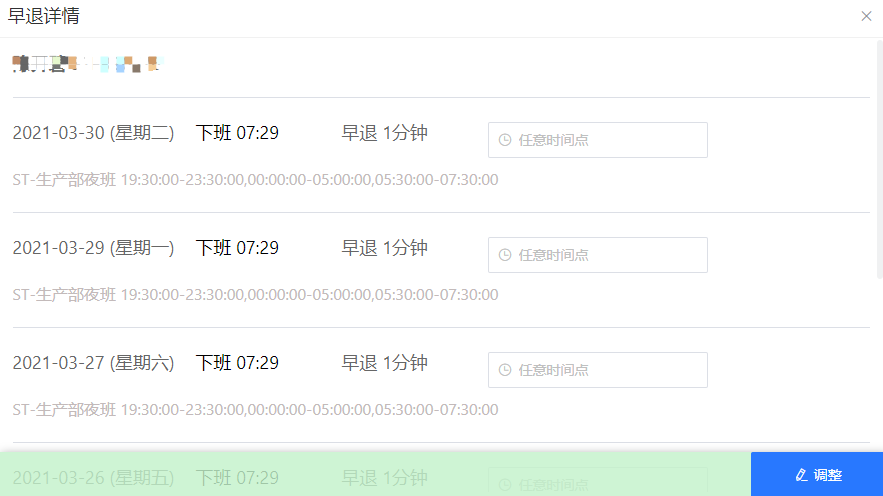 早退详情
2021-03-30 (星期二) 下班 07:29 早退 1分钟 任意时间点
ST-生产部夜班 19:30:00-23:30:00,00:00:00-05:00:00,05:30:00-07:30:00
2021-03-29 (星期一) 下班 07:29 早退 1分钟 任意时间点
ST-生产部夜班 19:30:00-23:30:00,00:00:00-05:00:00,05:30:00-07:30:00
2021-03-27 (星期六) 下班 07:29 早退 1分钟 任意时间点
ST-生产部夜班 19:30:00-23:30:00,00:00:00-05:00:00,05:30:00-07:30:00
2021-03-26 (星期五) 下班 07:29 早退 1分钟 任意时间点
调整